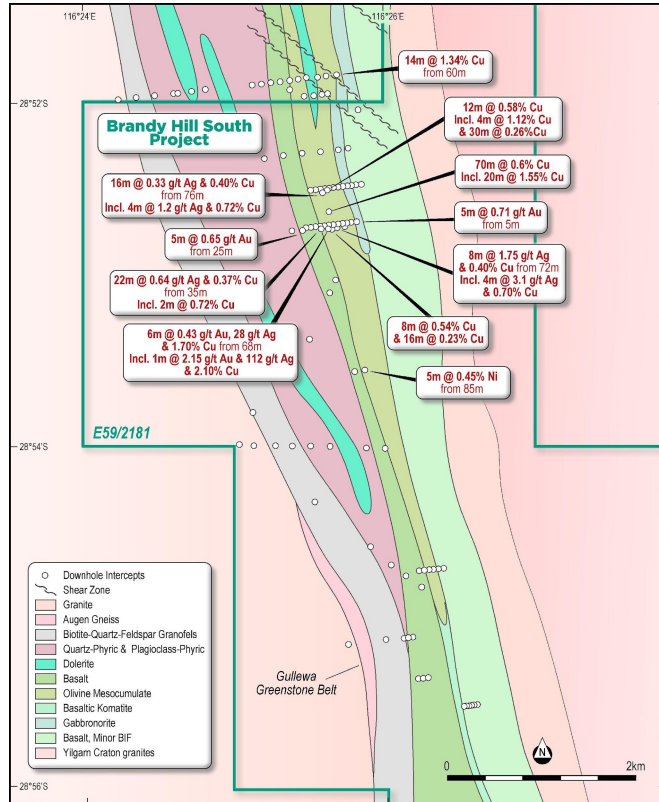 116°24'E
116°26'E
14m @ 1.34% Cu
from 60m
28°52'S
Brandy Hill South
Project
12m @ 0.58% Cu
Incl. 4m @ 1.12% Cu
& 30m @ 0.26%Cu
70m @ 0.6% Cu
Incl. 20m @ 1.55% Cu
16m @ 0.33 g/t Ag & 0.40% Cu
from 76m
Incl. 4m @ 1.2 g/t Ag & 0.72% Cu
5m @ 0.71 g/t Au
from 5m
5m @ 0.65 g/t Au
from 25m
8m @ 1.75 g/t Ag
& 0.40% Cu from 72m
Incl. 4m @ 3.1 g/t Ag
& 0.70% Cu
22m @ 0.64 g/t Ag & 0.37% Cu
from 35m
Incl. 2m @ 0.72% Cu
8m @ 0.54% Cu
& 16m @ 0.23% Cu
6m @ 0.43 g/t Au, 28 g/t Ag
& 1.70% Cu from 68m
Incl. 1m @ 2.15 g/t Au & 112 g/t Ag
& 2.10% Cu
5m @ 0.45% Ni
from 85m
E59/2181
28°54'S
Downhole Intercepts
Shear Zone
Granite
Augen Gneiss
Biotite-Quartz-Feldspar Granofels
Quartz-Phyric & Plagioclass-Phyric
Dolerite
Basalt
Olivine Mesocumulate
Basaltic Komatite
Gabbronorite
Basalt, Minor BIF
Yilgarn Craton granites
Gullewa
Greenstone Belt
N
0
2km
28°56'S